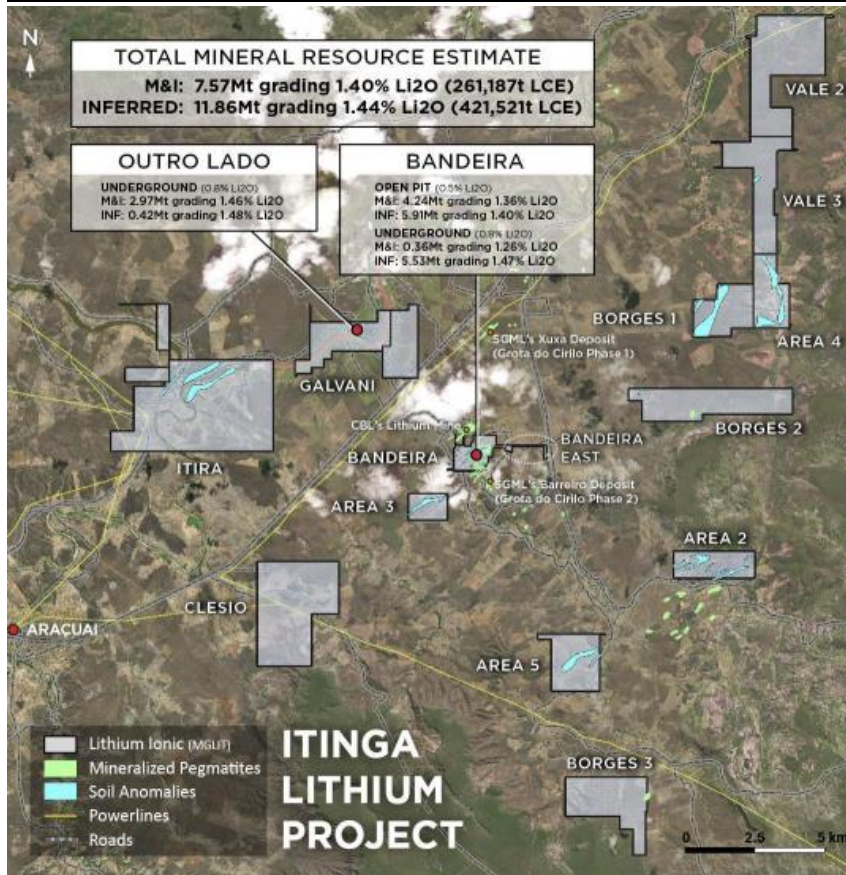 N
TOTAL MINERAL RESOURCE ESTIMATE
M&I: 7.57Mt grading 1.40% Li2O (261,187t LCE)
INFERRED: 11.86Mt grading 1.44% Li2O (421,521t LCE)
OUTRO LADO
UNDERGROUND (0.8% Li2O)
M&I: 2.97Mt grading 1.46% Li2O
INF: 0.42Mt grading 1.48% Li2O
BANDEIRA
OPEN PIT (0.5% Li2O)
M&I: 4.24Mt grading 1.36% Li2O
INF: 5.91Mt grading 1.40% Li2O
UNDERGROUND (0.8% Li2O)
M&I: 0.36Mt grading 1.26% Li2O
INF: 5.53Mt grading 1.47% Li2O
VALE 2
VALE 3
BORGES 1
AREA 4
SGML's Xuxa Deposit
(Grota do Cirilo Phase 1)
GALVANI
BORGES 2
CBL's Lithium Mine
BANDEIRA
BANDEIRA
EAST
ITIRA
SGML's Barreiro Deposit
(Grota do Cirilo Phase 2)
AREA 3
AREA 2
CLESIO
ARAÇUAI
AREA 5
BORGES 3
Lithium Ionic (MGLIT)
Mineralized Pegmatites
Soil Anomalies
Powerlines
Roads
ITINGA
LITHIUM
PROJECT
0 2.5 5 km